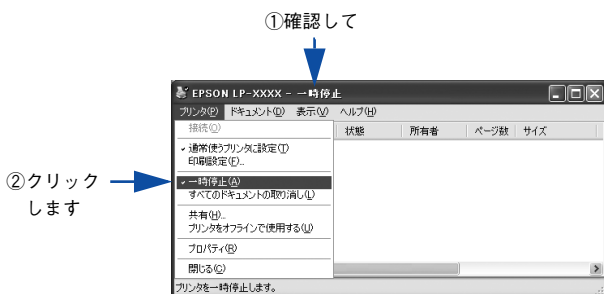 ①確認して
EPSON LP-XXXX - 一時停止
プリンタ(P) ドキュメント(D) 表示(V) ヘルプ(H)
状態 所有者 ページ数 サイズ
接続(O)
通常使うプリンタに設定(T)
印刷設定(F)...
一時停止(A)
すべてのドキュメントの取り消し(L)
共有(H)...
プリンタをオフラインで使用する(U)
プロパティ(R)
閉じる(C)
プリンタを一時停止します。
②クリック
します